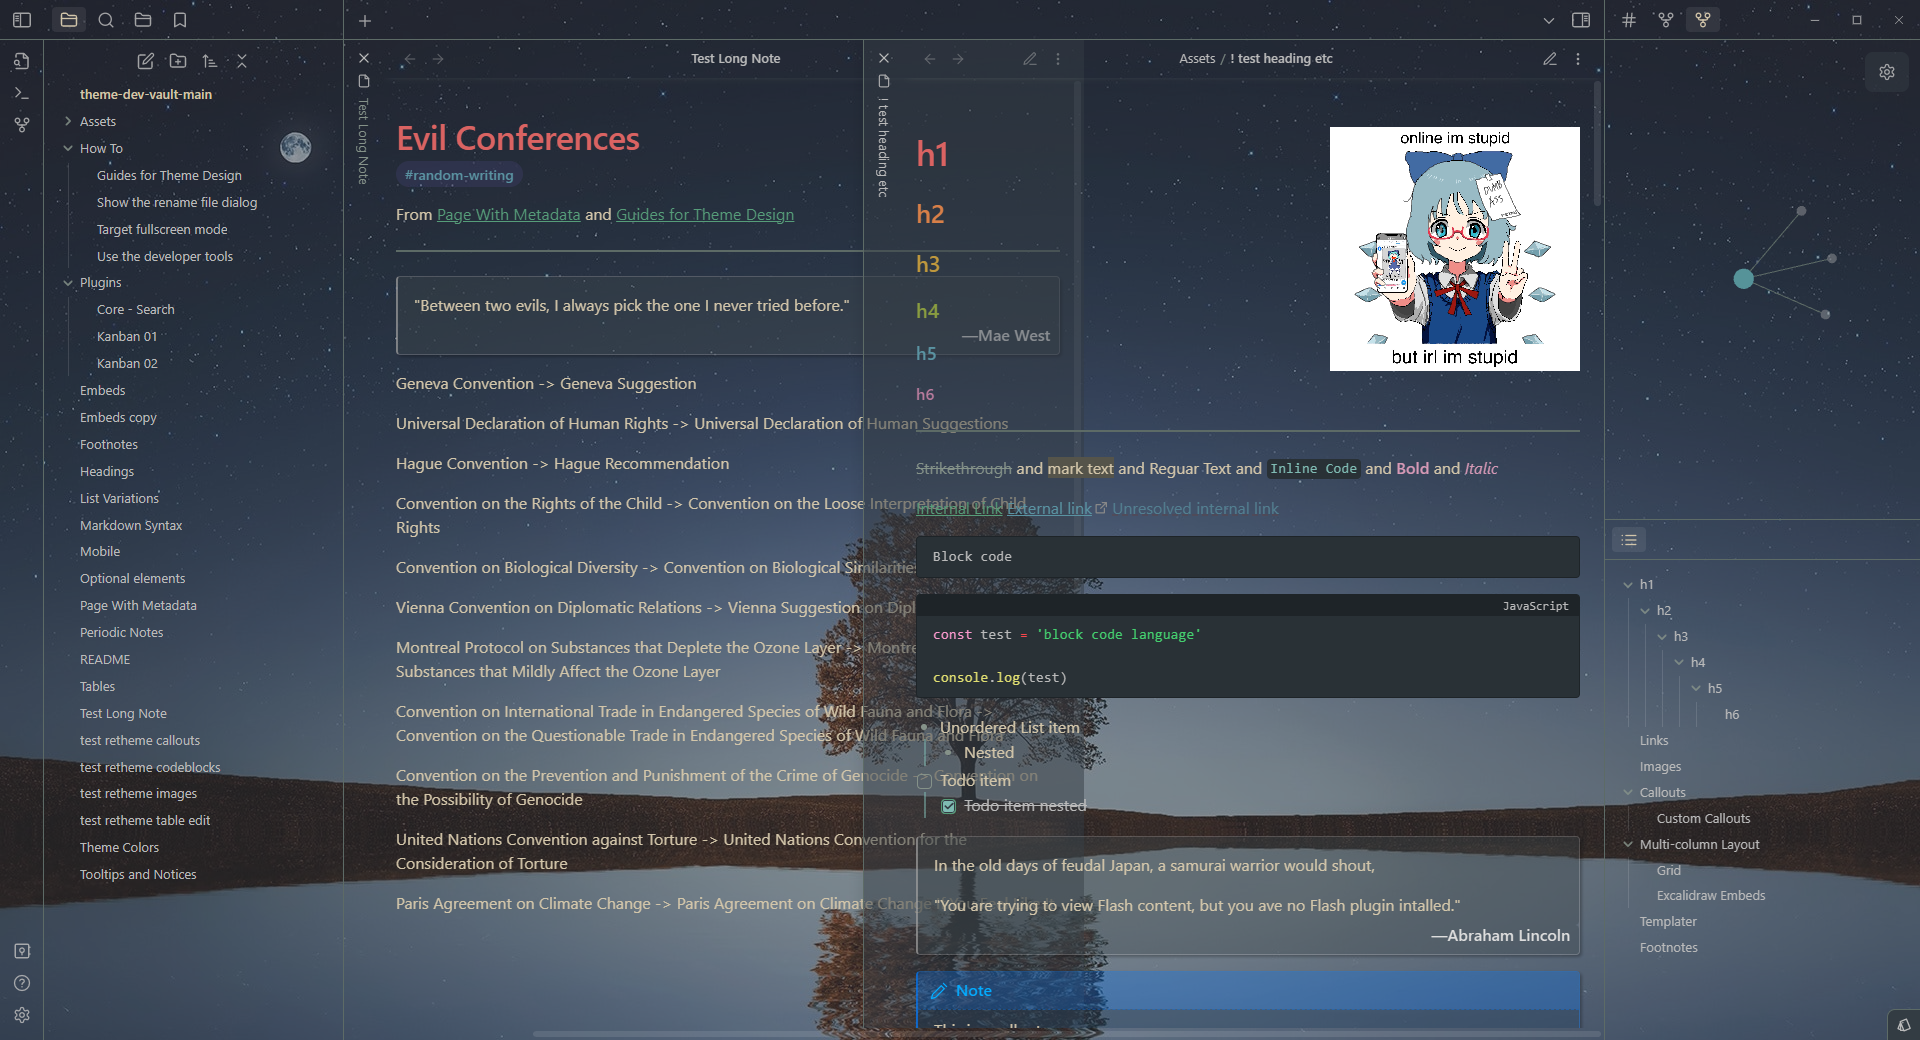 theme-dev-vault-main
Assets
How To
Guides for Theme Design
Show the rename file dialog
Target fullscreen mode
Use the developer tools
Plugins
Core - Search
Kanban 01
Kanban 02
Embeds
Embeds copy
Footnotes
Headings
List Variations
Markdown Syntax
Mobile
Optional elements
Page With Metadata
Periodic Notes
README
Tables
Test Long Note
test retheme callouts
test retheme codeblocks
test retheme images
test retheme table edit
Theme Colors
Tooltips and Notices
Test Long Note
Test Long Note
Evil Conferences
#random-writing
From Page With Metadata and Guides for Theme Design
"Between two evils, I always pick the one I never tried before."
—Mae West
Geneva Convention -> Geneva Suggestion
Universal Declaration of Human Rights -> Universal Declaration of Human Suggestions
Hague Convention -> Hague Recommendation
Convention on the Rights of the Child -> Convention on the Loose Interpretation of Child
Rights
Convention on Biological Diversity -> Convention on Biological Similarities
Vienna Convention on Diplomatic Relations -> Vienna Suggestion on Dipl
Montreal Protocol on Substances that Deplete the Ozone Layer -> Montre
Substances that Mildly Affect the Ozone Layer
Convention on International Trade in Endangered Species of Wild Fauna and Flora ->
Convention on the Questionable Trade in Endangered Species of Wild Fauna and Flora
Convention on the Prevention and Punishment of the Crime of Genocide -> Convention on
the Possibility of Genocide
United Nations Convention against Torture -> United Nations Convention for the
Consideration of Torture
Paris Agreement on Climate Change -> Paris Agreement on Climate Change
! test heading etc
Assets / ! test heading etc
h1
h2
h3
h4
h5
h6
online im stupid
DUMB
ASS
but irl im stupid
Strikethrough and mark text and Reguar Text and Inline Code and Bold and Italic
Internal Link External link Unresolved internal link
Block code
JavaScript
const test = 'block code language'
console.log(test)
Unordered List item
Nested
Todo item
Todo item nested
In the old days of feudal Japan, a samurai warrior would shout,
"You are trying to view Flash content, but you ave no Flash plugin intalled."
—Abraham Lincoln
Note
h1
h2
h3
h4
h5
h6
Links
Images
Callouts
Custom Callouts
Multi-column Layout
Grid
Excalidraw Embeds
Templater
Footnotes